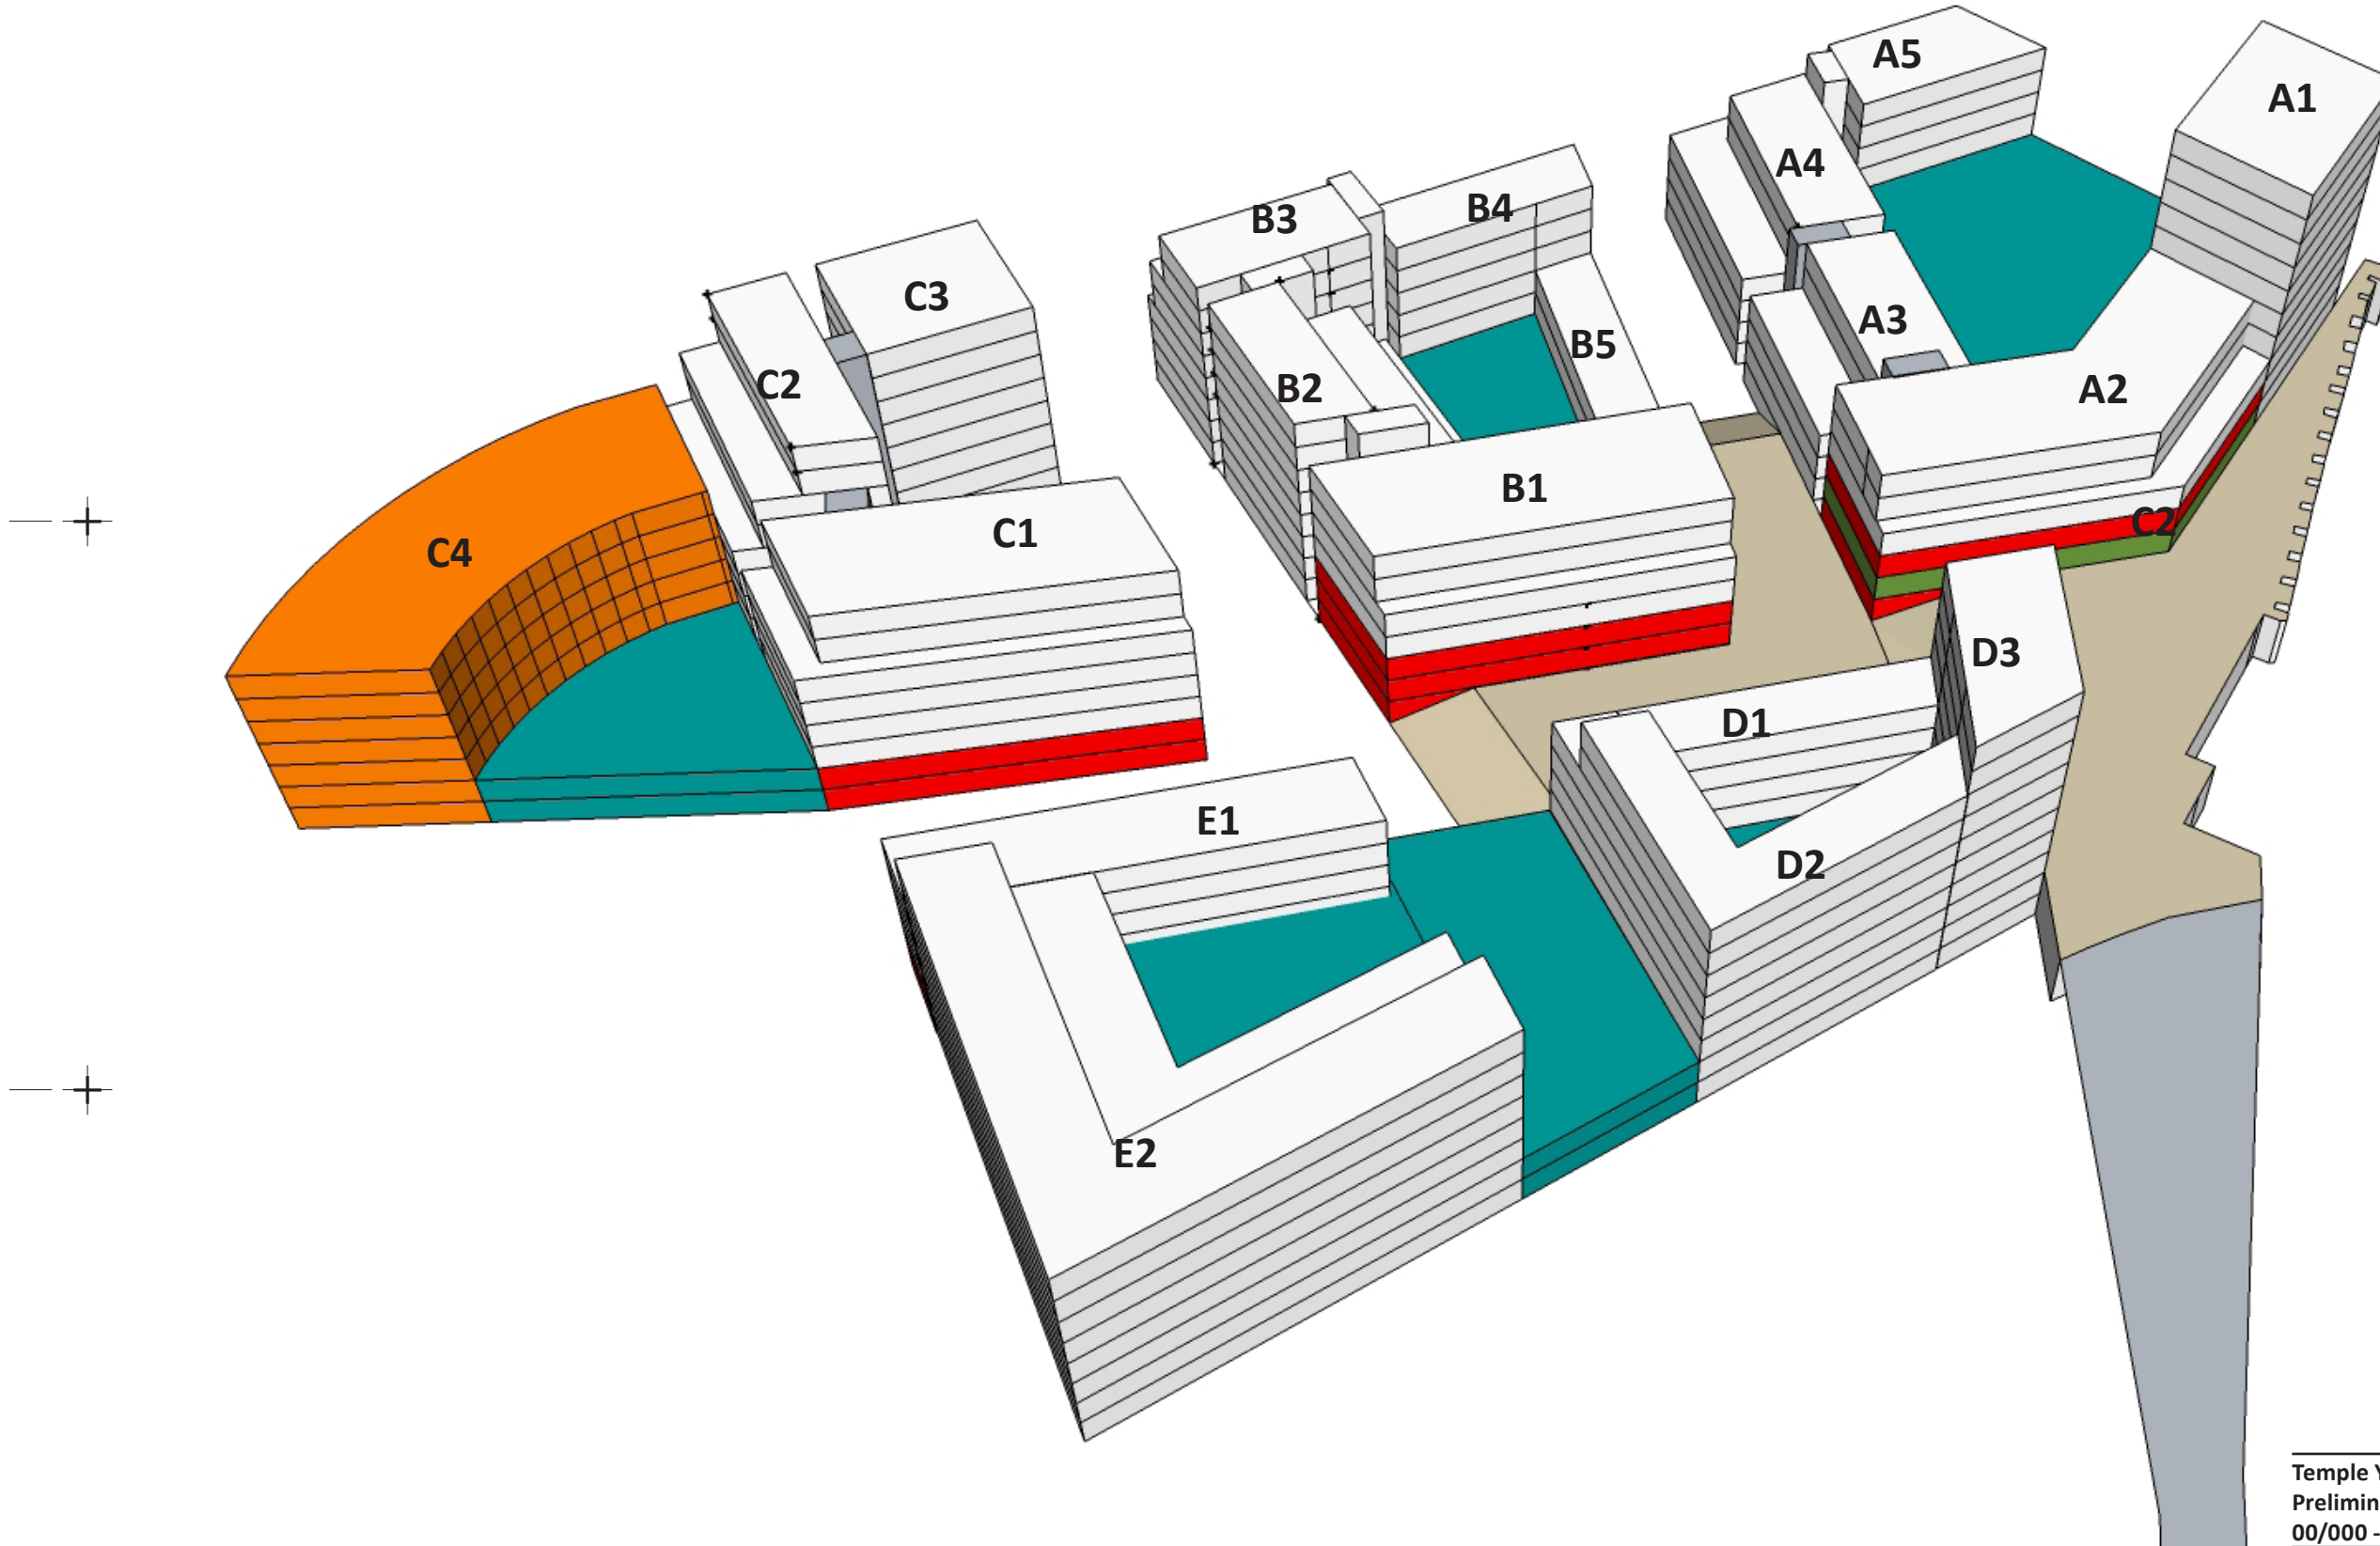 A5
A1
A4
B3
B4
C3
A3
B5
C2
B2
A2
B1
C2
C1
C4
D3
D1
E1
D2
E2
Temple
Prelimin
00/000 -